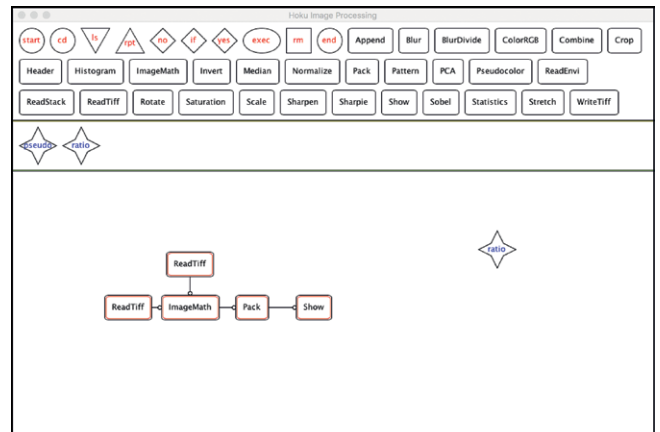 Hoku Image Processing
start cd ls rpt no if yes exec rm end Append Blur BlurDivide ColorRGB Combine Crop
Header Histogram ImageMath Invert Median Normalize Pack Pattern PCA Pseudocolor ReadEnvi
ReadStack ReadTiff Rotate Saturation Scale Sharpen Sharpie Show Sobel Statistics Stretch WriteTiff
pseudo ratio
ratio
ReadTiff
ReadTiff ImageMath Pack Show